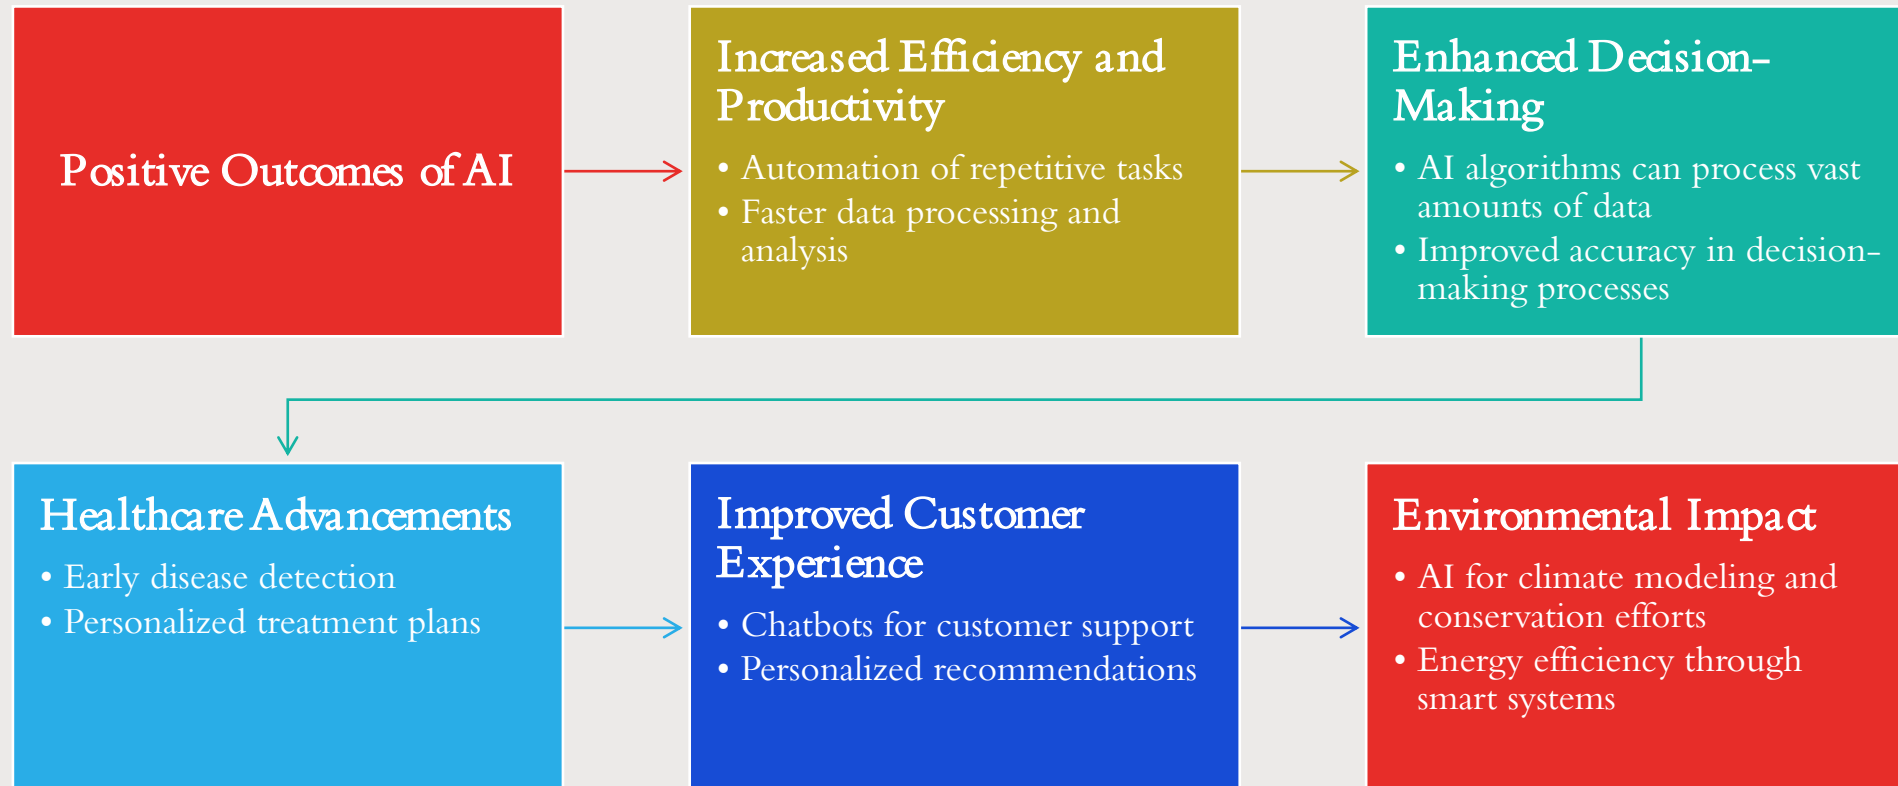 Positive Outcomes of AI
Increased Efficiency and
Productivity
• Automation of repetitive tasks
• Faster data processing and
analysis
Enhanced Decision-
Making
• AI algorithms can process vast
amounts of data
• Improved accuracy in decision-
making processes
Healthcare Advancements
• Early disease detection
• Personalized treatment plans
Improved Customer
Experience
• Chatbots for customer support
• Personalized recommendations
Environmental Impact
• AI for climate modeling and
conservation efforts
• Energy efficiency through
smart systems